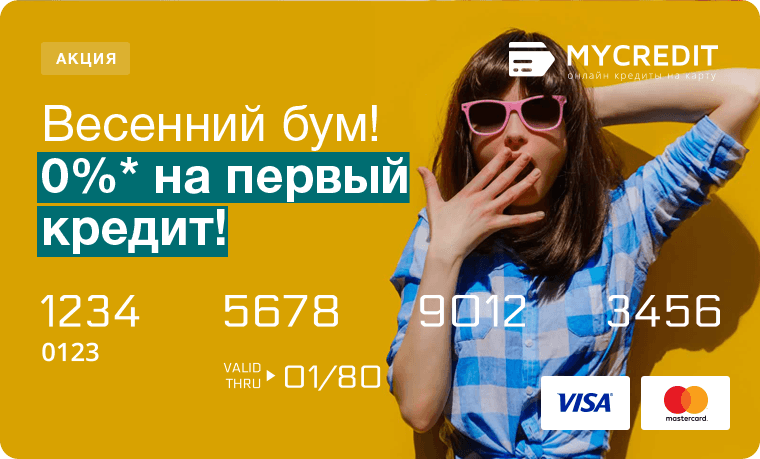 АКЦИЯ
MYCREDIT
онлайн кредиты на карту
Весенний бум!
0%* на первый
кредит!
1234 5678 9012 3456
0123
VALID
THRU 01/80
VISA
mastercard.